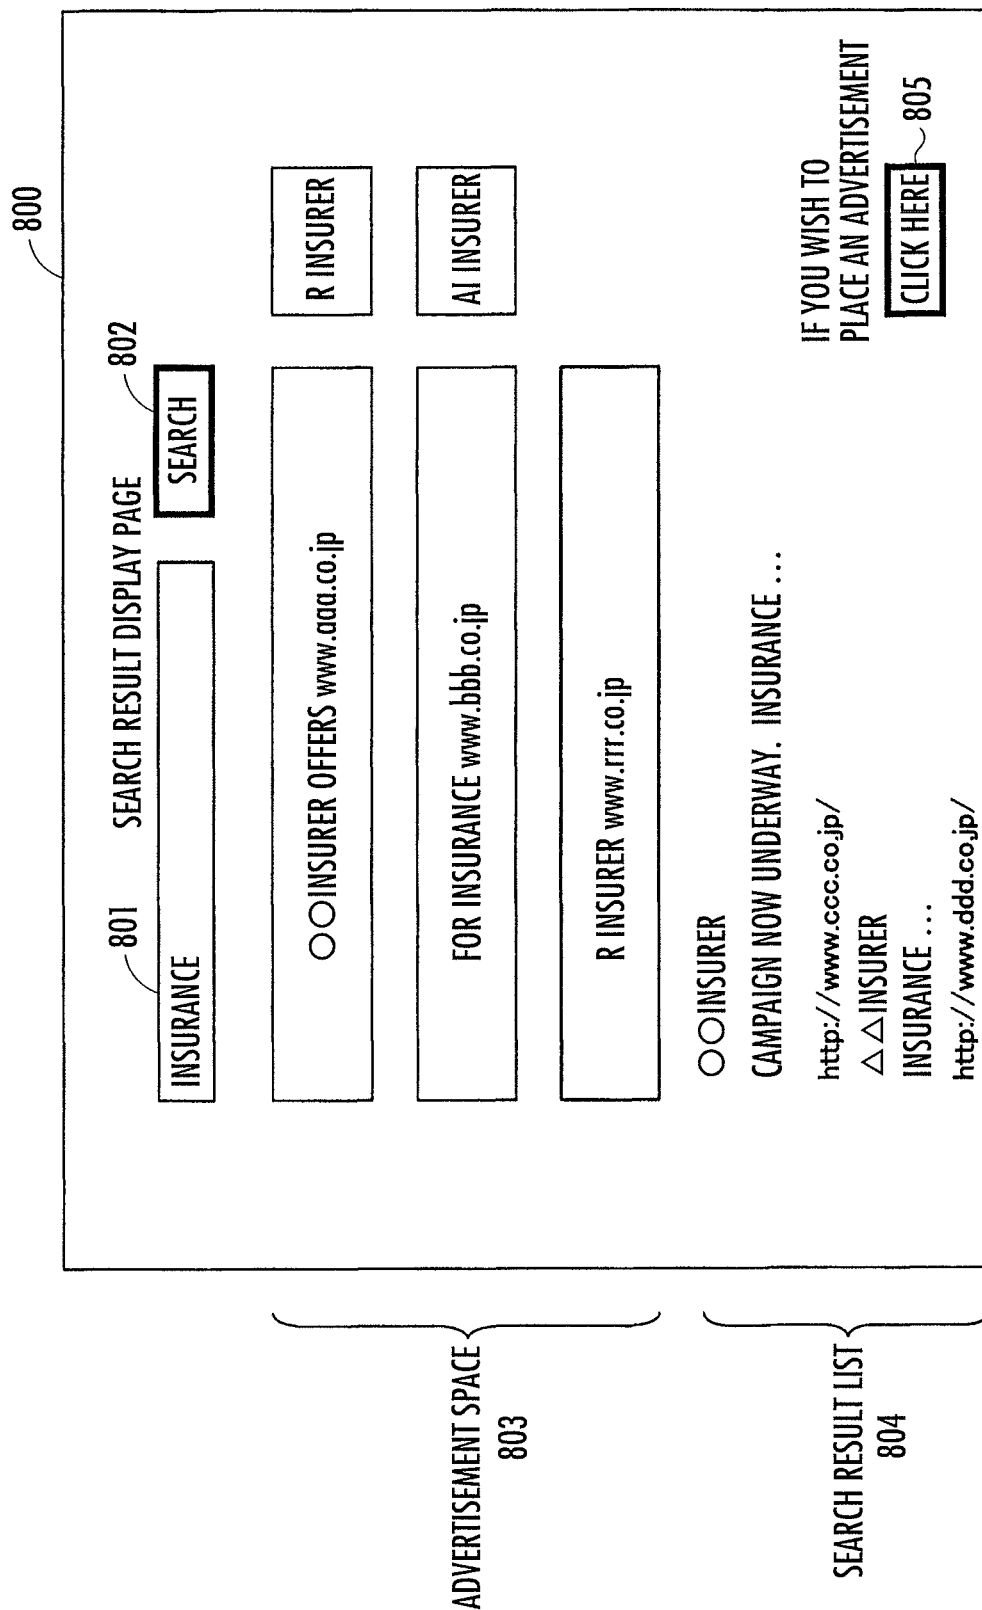 800
SEARCH RESULT DISPLAY PAGE
801
802
INSURANCE
SEARCH
○○INSURER OFFERS www.aaa.co.jp
R INSURER
FOR INSURANCE www.bbb.co.jp
AI INSURER
R INSURER www.rrr.co.jp
ADVERTISEMENT SPACE
803
○○INSURER
CAMPAIGN NOW UNDERWAY. INSURANCE ...
http://www.ccc.co.jp/
△△INSURER
INSURANCE ...
http://www.ddd.co.jp/
SEARCH RESULT LIST
804
IF YOU WISH TO
PLACE AN ADVERTISEMENT
CLICK HERE
805